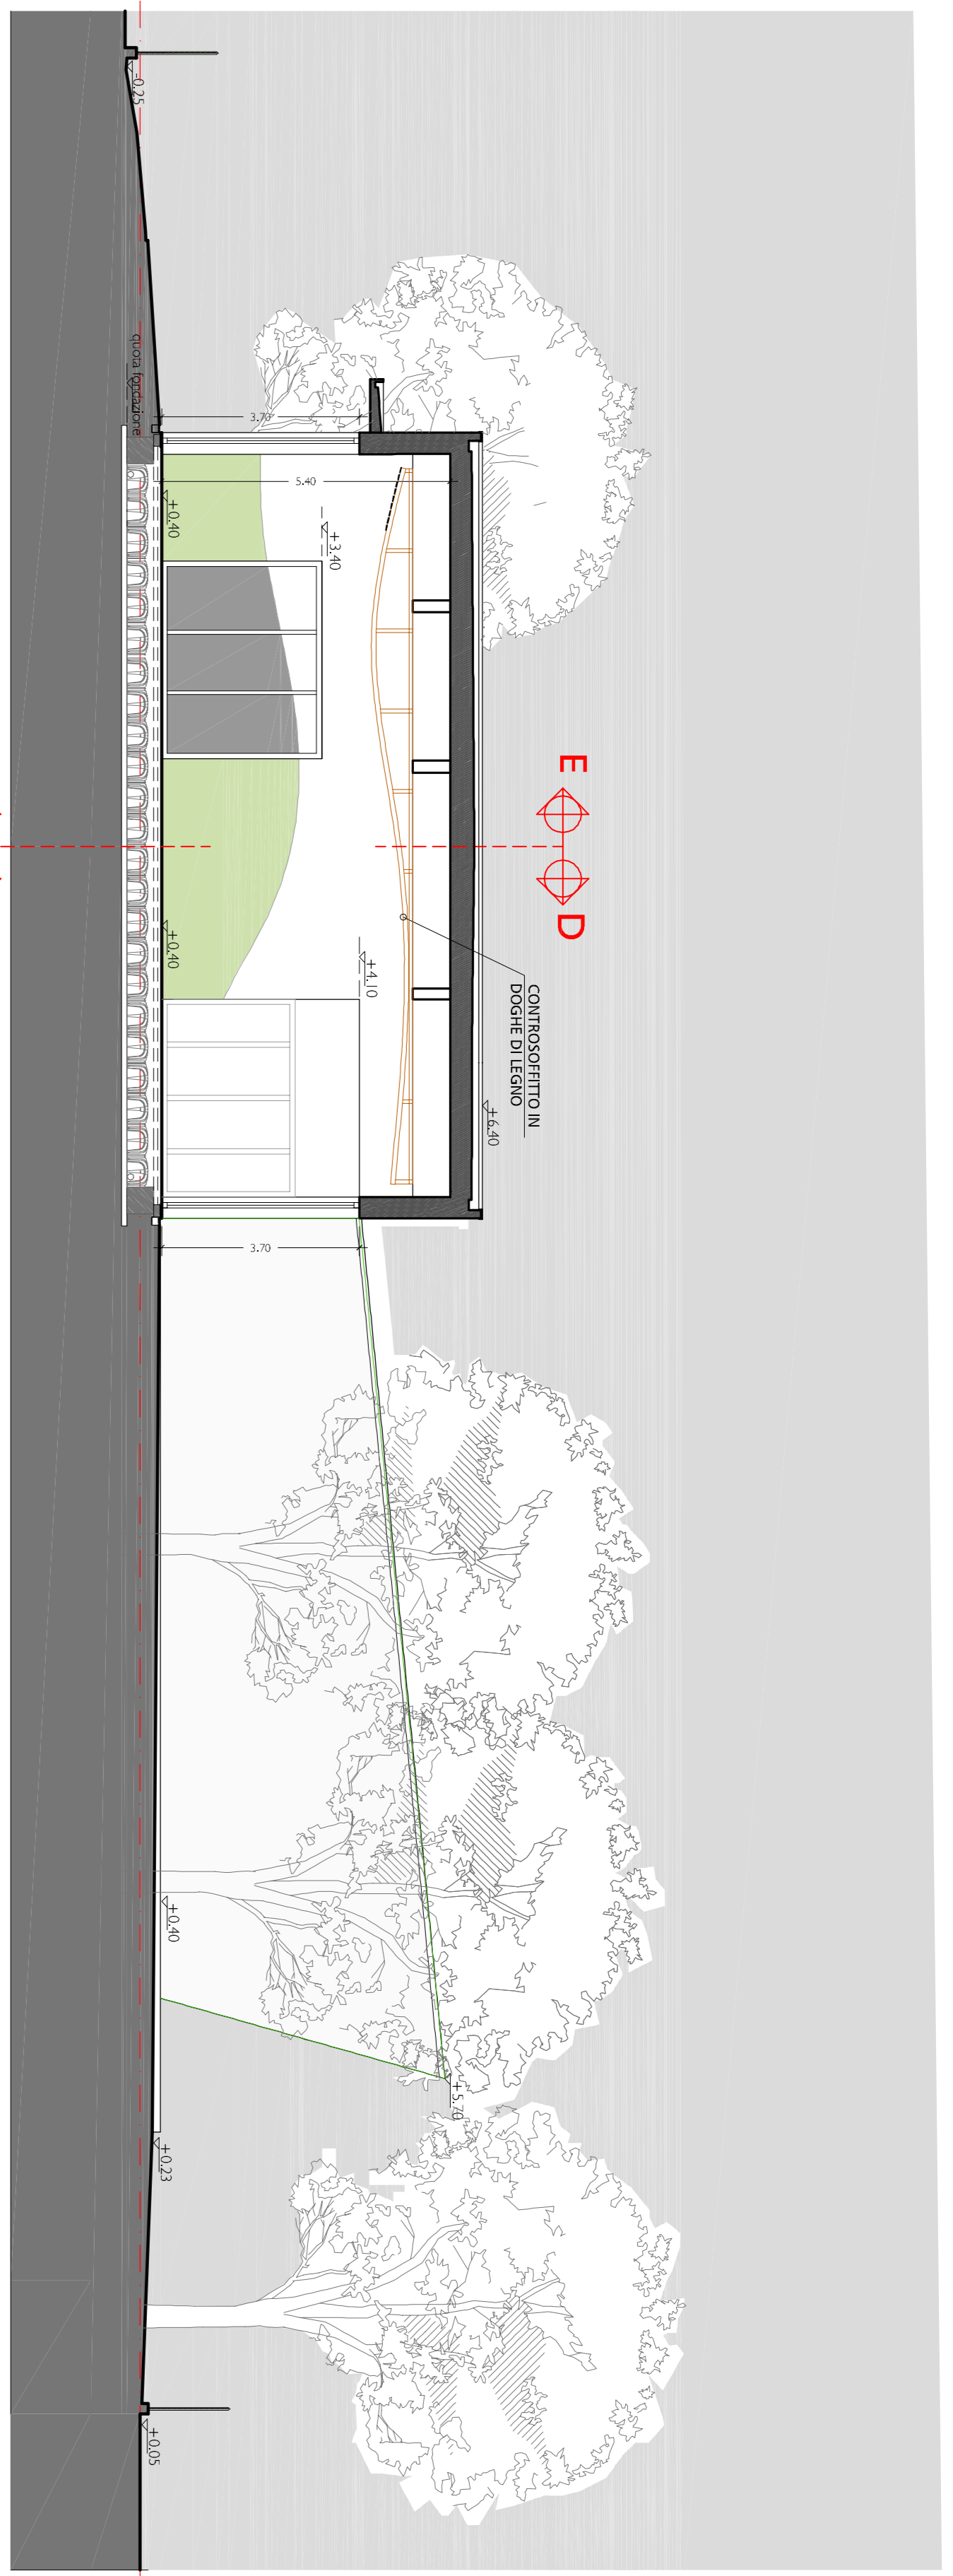 -0.25
quota fondazione
3.70
5.40
+0.40
+3.40
E
D
+0.40
+4.10
CONTROSOFFITTO IN
DOGHE DI LEGNO
+6.40
3.70
+0.40
+5.70
+0.23
+0.05